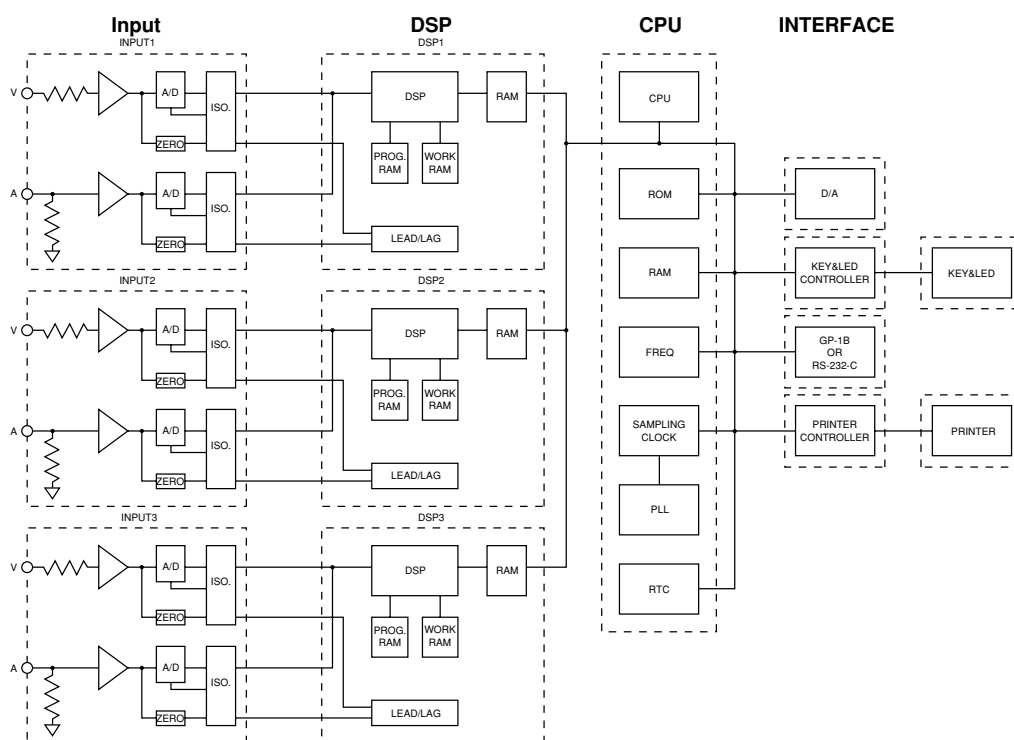 Input
DSP
CPU
INTERFACE
INPUT1
V
A/D
ISO.
ZERO
A
A/D
ISO.
ZERO
DSP1
DSP
RAM
PROG.
RAM
WORK
RAM
LEAD/LAG
INPUT2
V
A/D
ISO.
ZERO
A
A/D
ISO.
ZERO
DSP2
DSP
RAM
PROG.
RAM
WORK
RAM
LEAD/LAG
INPUT3
V
A/D
ISO.
ZERO
A
A/D
ISO.
ZERO
DSP3
DSP
RAM
PROG.
RAM
WORK
RAM
LEAD/LAG
CPU
ROM
RAM
FREQ
SAMPLING
CLOCK
PLL
RTC
D/A
KEY&LED
CONTROLLER
KEY&LED
GP-1B
OR
RS-232-C
PRINTER
CONTROLLER
PRINTER